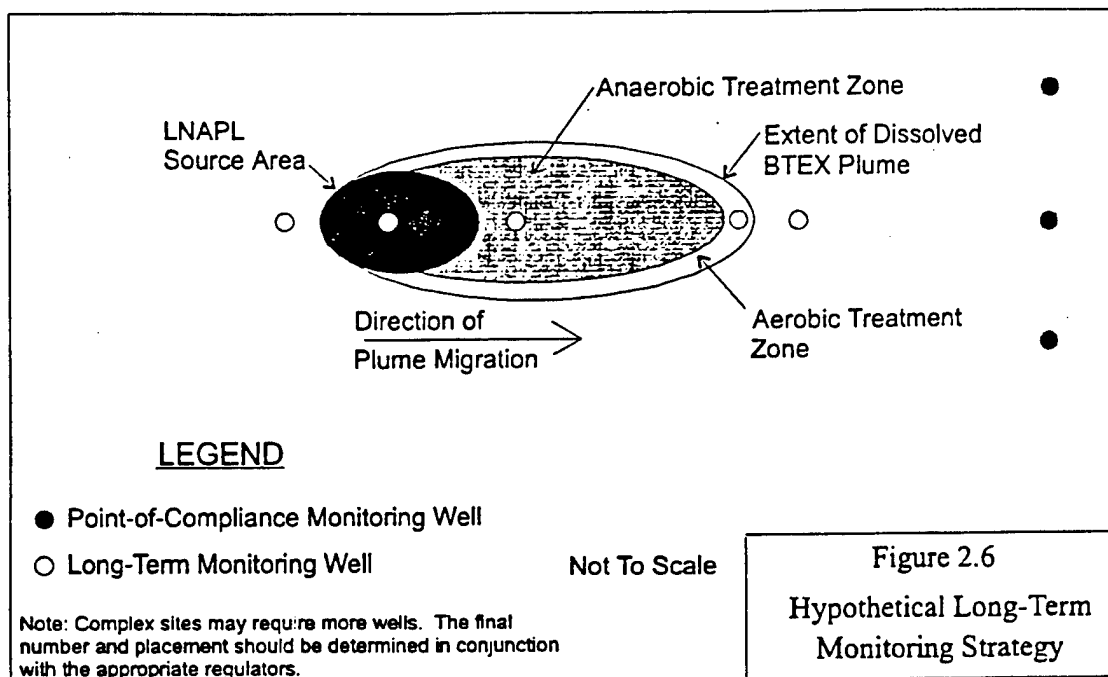 Anaerobic Treatment Zone
LNAPL
Source Area
Extent of Dissolved
BTEX Plume
Direction of
Plume Migration
Aerobic Treatment
Zone
LEGEND
Point-of-Compliance Monitoring Well
Long-Term Monitoring Well
Not To Scale
Note: Complex sites may require more wells. The final
number and placement should be determined in conjunction
with the appropriate regulators.
Figure 2.6
Hypothetical Long-Term
Monitoring Strategy